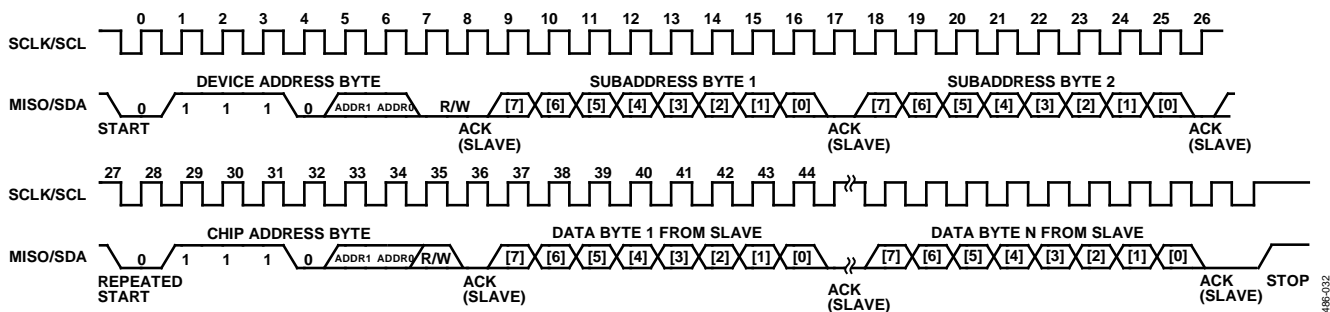 0 1 2 3 4 5 6 7 8 9 10 11 12 13 14 15 16 17 18 19 20 21 22 23 24 25 26
SCLK/SCL
DEVICE ADDRESS BYTE SUBADDRESS BYTE 1 SUBADDRESS BYTE 2
MISO/SDA 0 1 1 1 0 ADDR1 ADDR0 R/W [7] [6] [5] [4] [3] [2] [1] [0] [7] [6] [5] [4] [3] [2] [1] [0]
START ACK (SLAVE) ACK (SLAVE) ACK (SLAVE)
27 28 29 30 31 32 33 34 35 36 37 38 39 40 41 42 43 44
SCLK/SCL
CHIP ADDRESS BYTE DATA BYTE 1 FROM SLAVE DATA BYTE N FROM SLAVE
MISO/SDA 0 1 1 1 0 ADDR1 ADDR0 R/W [7] [6] [5] [4] [3] [2] [1] [0] [7] [6] [5] [4] [3] [2] [1] [0]
REPEATED START ACK (SLAVE) ACK (SLAVE) ACK (SLAVE) STOP
486-032